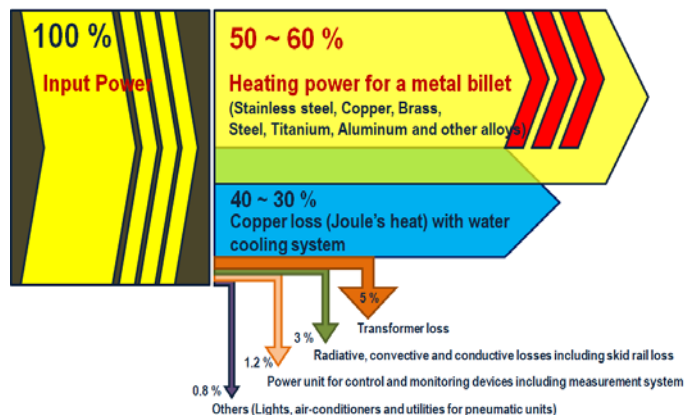 100 %
Input Power
50 ~ 60 %
Heating power for a metal billet
(Stainless steel, Copper, Brass,
Steel, Titanium, Aluminum and other alloys)
40 ~ 30 %
Copper loss (Joule's heat) with water
cooling system
5 %
Transformer loss
3 %
Radiative, convective and conductive losses including skid rail loss
1.2 %
Power unit for control and monitoring devices including measurement system
0.8 %
Others (Lights, air-conditioners and utilities for pneumatic units)